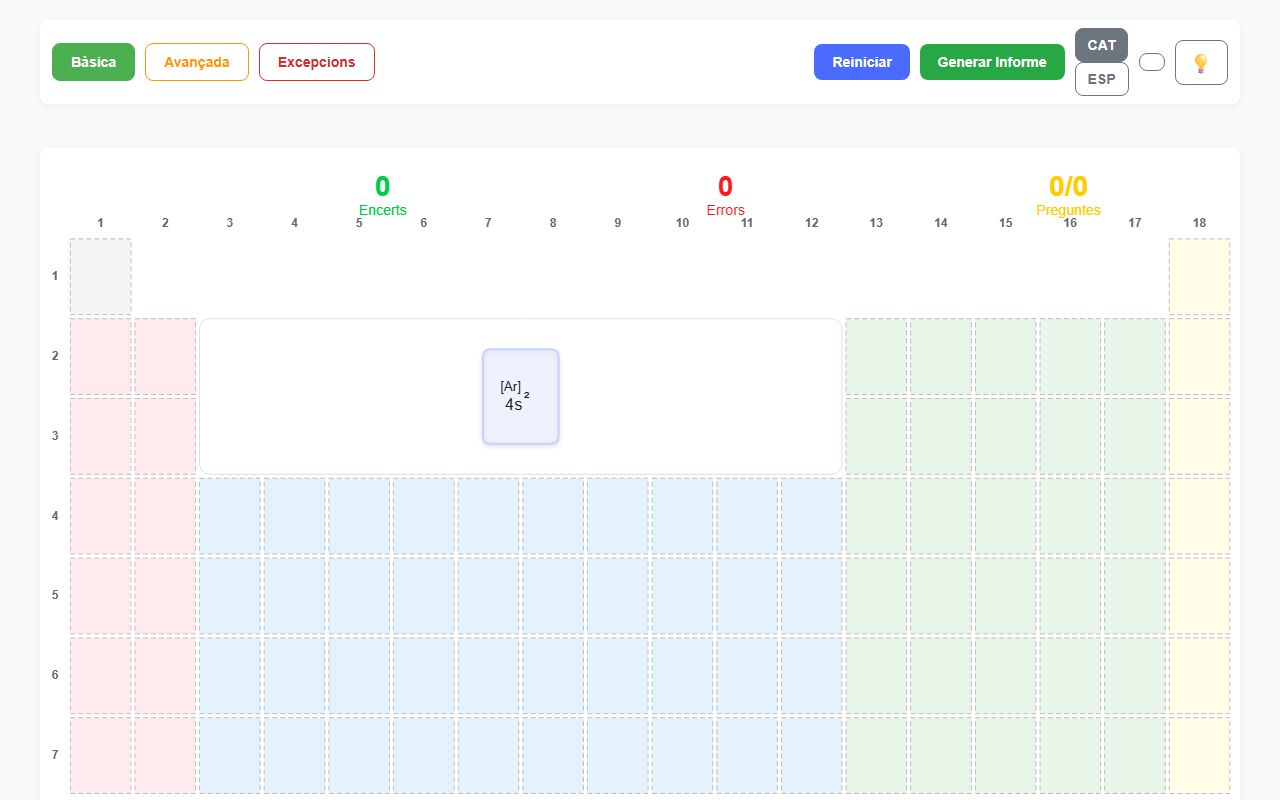 Bàsica
Avançada
Excepcions
Reiniciar
Generar Informe
CAT
ESP
0
Encerts
0
Errors
0/0
Preguntes
1 2 3 4 5 6 7 8 9 10 11 12 13 14 15 16 17 18
1
2
[Ar]
4s²
3
4
5
6
7